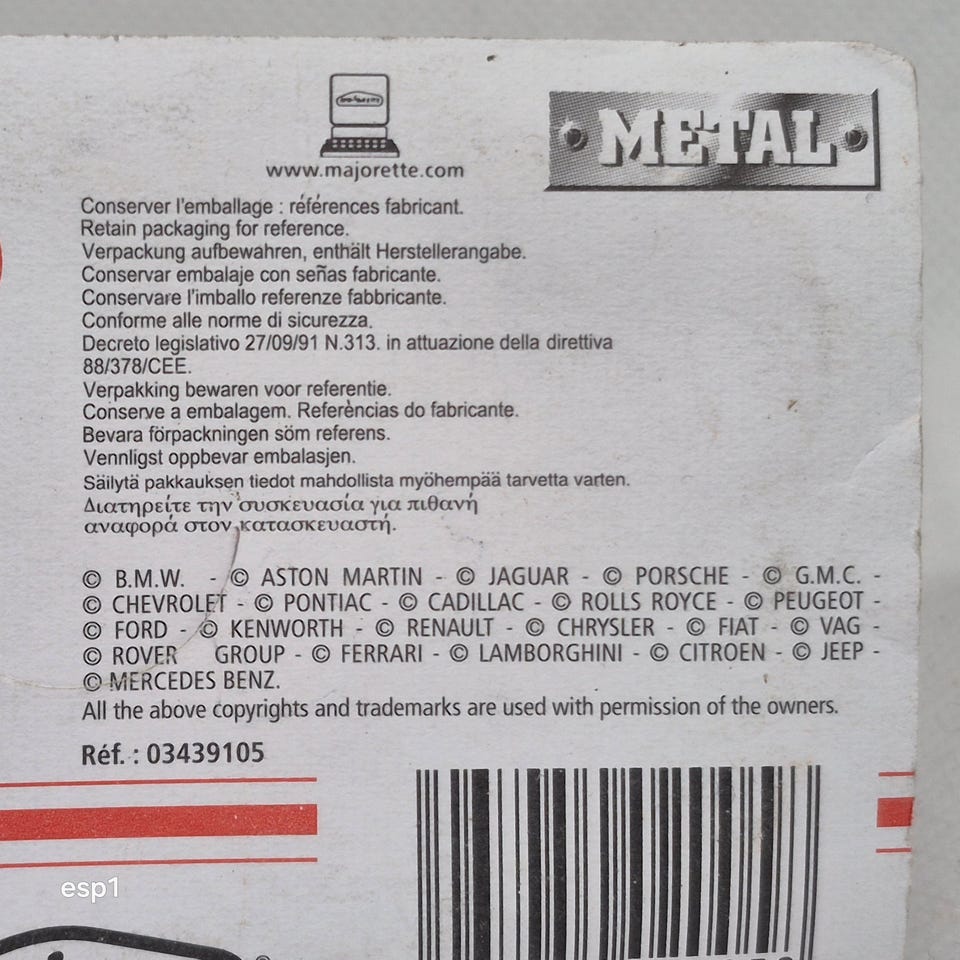 www.majorette.com
METAL
Conserver l'emballage : références fabricant.
Retain packaging for reference.
Verpackung aufbewahren, enthält Herstellerangabe.
Conservar embalaje con señas fabricante.
Conservare l'imballo referenze fabbricante.
Conforme alle norme di sicurezza.
Decreto legislativo 27/09/91 N.313. in attuazione della direttiva
88/378/CEE.
Verpakking bewaren voor referentie.
Conserve a embalagem. Referências do fabricante.
Bevara förpackningen söm referens.
Vennligst oppbevar embalasjen.
Säilytä pakkauksen tiedot mahdollista myöhempää tarvetta varten.
Διατηρείτε την συσκευασία για πιθανή
αναφορά στον κατασκευαστή.
© B.M.W. - © ASTON MARTIN - © JAGUAR - © PORSCHE - © G.M.C. -
© CHEVROLET - © PONTIAC - © CADILLAC - © ROLLS ROYCE - © PEUGEOT -
© FORD - © KENWORTH - © RENAULT - © CHRYSLER - © FIAT - © VAG -
© ROVER GROUP - © FERRARI - © LAMBORGHINI - © CITROEN - © JEEP -
© MERCEDES BENZ.
All the above copyrights and trademarks are used with permission of the owners.
Réf. : 03439105
esp1